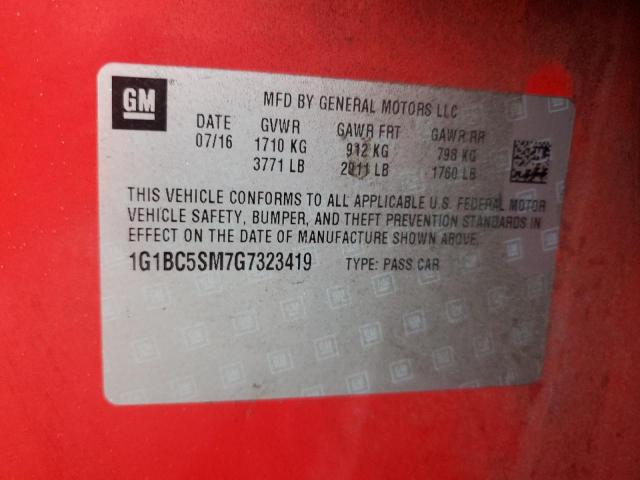 GM
MFD BY GENERAL MOTORS LLC
DATE GVWR GAWR FRT GAWR RR
07/16 1710 KG 912 KG 798 KG
3771 LB 2011 LB 1760 LB
THIS VEHICLE CONFORMS TO ALL APPLICABLE U.S. FEDERAL MOTOR
VEHICLE SAFETY, BUMPER, AND THEFT PREVENTION STANDARDS IN
EFFECT ON THE DATE OF MANUFACTURE SHOWN ABOVE.
1G1BC5SM7G7323419 TYPE: PASS CAR